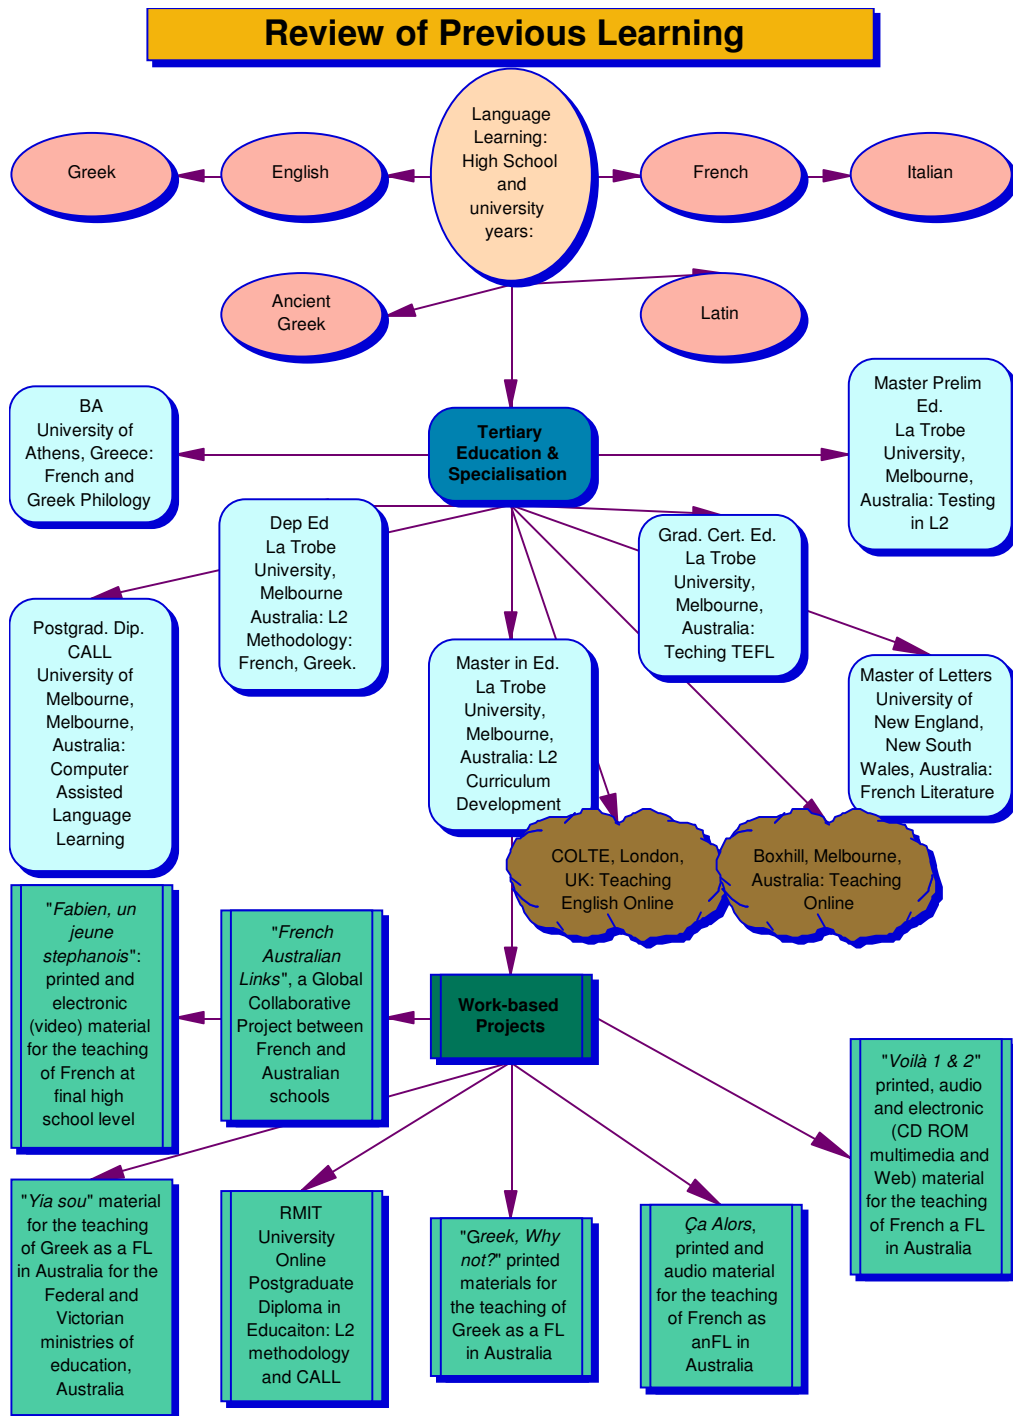 Review of Previous Learning
Language
Learning:
High School
and
university
years:
Greek
English
French
Italian
Ancient
Greek
Latin
BA
University of
Athens, Greece:
French and
Greek Philology
Tertiary
Education &
Specialisation
Master Prelim
Ed.
La Trobe
University,
Melbourne,
Australia: Testing
in L2
Dep Ed
La Trobe
University,
Melbourne
Australia: L2
Methodology:
French, Greek.
Grad. Cert. Ed.
La Trobe
University,
Melbourne,
Australia:
Teching TEFL
Postgrad. Dip.
CALL
University of
Melbourne,
Melbourne,
Australia:
Computer
Assisted
Language
Learning
Master in Ed.
La Trobe
University,
Melbourne,
Australia: L2
Curriculum
Development
Master of Letters
University of
New England,
New South
Wales, Australia:
French Literature
COLTE, London,
UK: Teaching
English Online
Boxhill, Melbourne,
Australia: Teaching
Online
"Fabien, un
jeune
stephanois":
printed and
electronic
(video) material
for the teaching
of French at
final high
school level
"French
Australian
Links", a Global
Collaborative
Project between
French and
Australian
schools
Work-based
Projects
"Voilà 1 & 2"
printed, audio
and electronic
(CD ROM
multimedia and
Web) material
for the teaching
of French a FL
in Australia
"Yia sou" material
for the teaching
of Greek as a FL
in Australia for the
Federal and
Victorian
ministries of
education,
Australia
RMIT
University
Online
Postgraduate
Diploma in
Educaiton: L2
methodology
and CALL
"Greek, Why
not?" printed
materials for
the teaching of
Greek as a FL
in Australia
Ça Alors,
printed and
audio material
for the teaching
of French as
anFL in
Australia